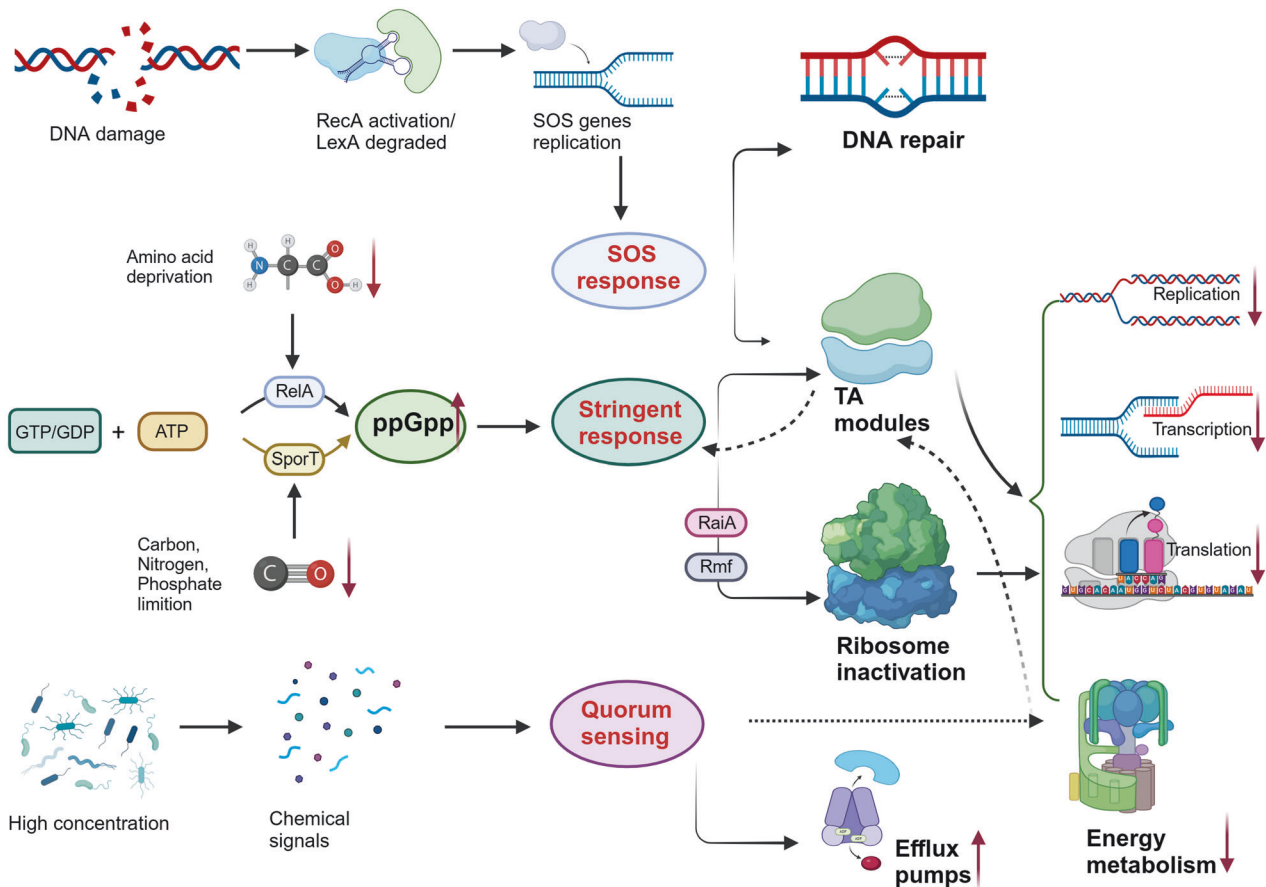 DNA damage
RecA activation/
LexA degraded
SOS genes
replication
DNA repair
SOS
response
Amino acid
deprivation
H
H
N
C
C
O
O
H
H
RelA
GTP/GDP
+
ATP
SporT
ppGpp
Stringent
response
TA
modules
Replication
Transcription
Translation
U A C C A G
G U G C A C A A U G G U C U A C G U G U A G A U
RaiA
Rmf
Carbon,
Nitrogen,
Phosphate
limition
C
O
Ribosome
inactivation
Quorum
sensing
High concentration
Chemical
signals
ADP
ADP
Efflux
pumps
Energy
metabolism